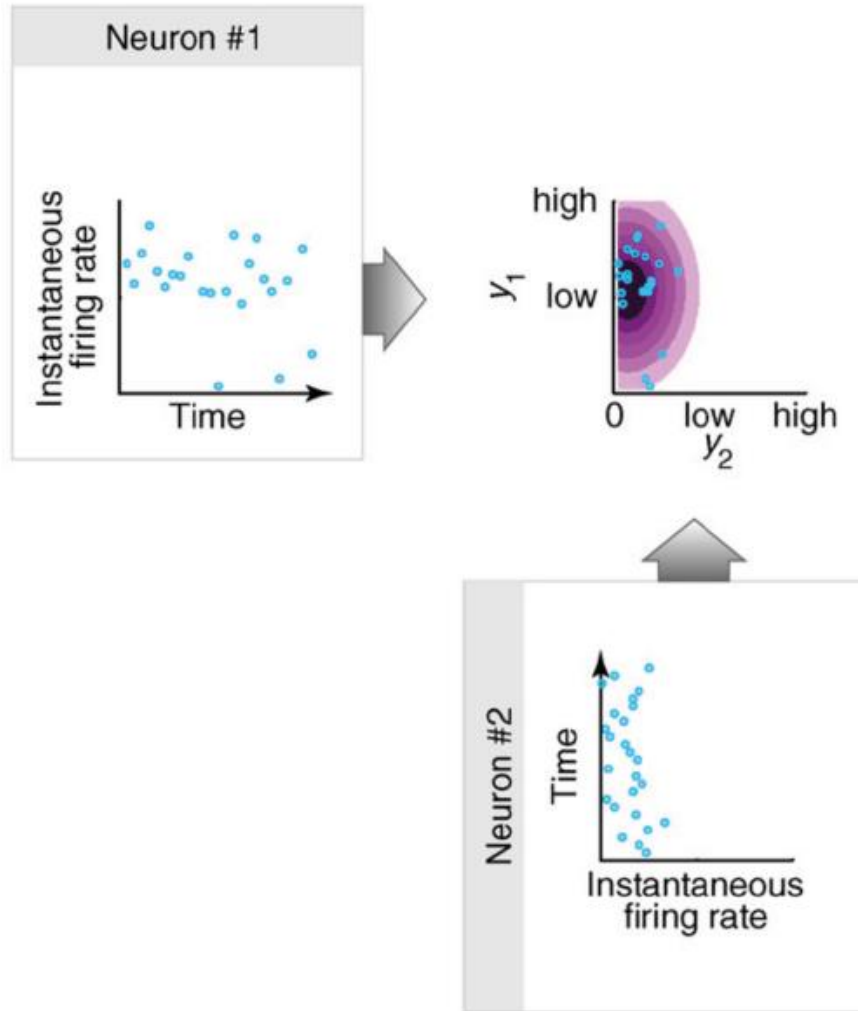 Neuron #1
Instantaneous
firing rate
Time
high
y1
low
0 low high
y2
Neuron #2
Time
Instantaneous
firing rate